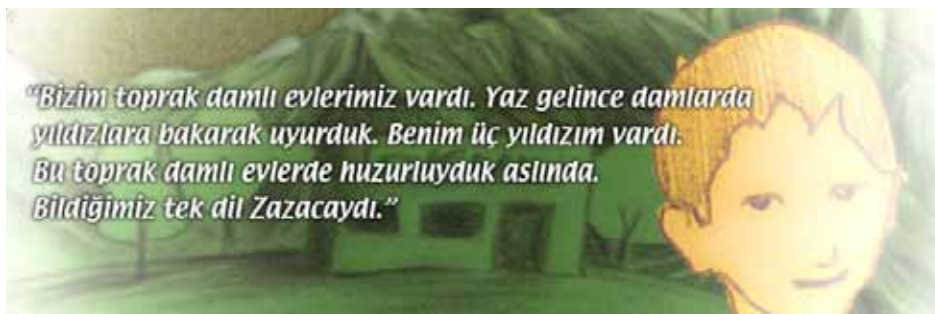 “Bizim toprak damlı evlerimiz vardı. Yaz gelince damlarda
yıldızlara bakarak uyurduk. Benim üç yıldızım vardı.
Bu toprak damlı evlerde huzurluyduk aslında.
Bildiğimiz tek dil Zazacaydı.”